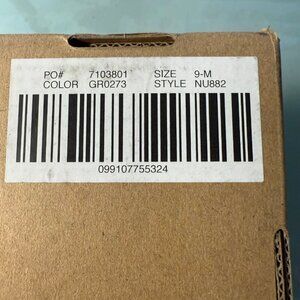 PO# 7103801 SIZE 9-M
COLOR GR0273 STYLE NU882
099107755324